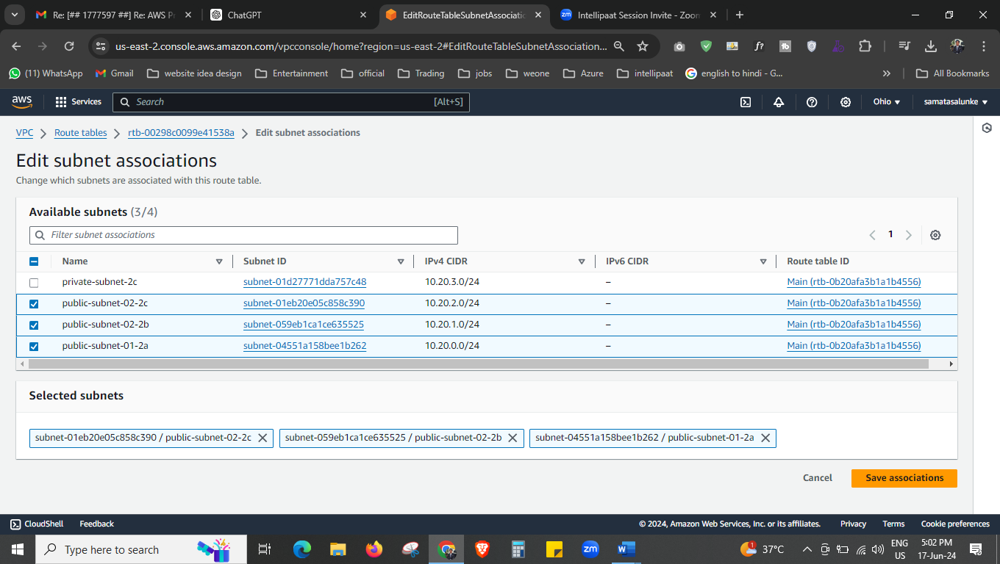 Re: [## 1777597 ##] Re: AWS Pr
ChatGPT
EditRouteTableSubnetAssociatio
zm Intellipaat Session Invite - Zoom
us-east-2.console.aws.amazon.com/vpcconsole/home?region=us-east-2#EditRouteTableSubnetAssociation...
f?
tb
(11) WhatsApp
Gmail
website idea design
Entertainment
official
Trading
jobs
weone
Azure
intellipaat
english to hindi - G...
All Bookmarks
aws
Services
Search
[Alt+S]
Ohio
samatasalunke
VPC
Route tables
rtb-00298c0099e41538a
Edit subnet associations
Edit subnet associations
Change which subnets are associated with this route table.
Available subnets (3/4)
Filter subnet associations
1
Name Subnet ID IPv4 CIDR IPv6 CIDR Route table ID
private-subnet-2c subnet-01d27771dda757c48 10.20.3.0/24 – Main (rtb-0b20afa3b1a1b4556)
public-subnet-02-2c subnet-01eb20e05c858c390 10.20.2.0/24 – Main (rtb-0b20afa3b1a1b4556)
public-subnet-02-2b subnet-059eb1ca1ce635525 10.20.1.0/24 – Main (rtb-0b20afa3b1a1b4556)
public-subnet-01-2a subnet-04551a158bee1b262 10.20.0.0/24 – Main (rtb-0b20afa3b1a1b4556)
Selected subnets
subnet-01eb20e05c858c390 / public-subnet-02-2c
subnet-059eb1ca1ce635525 / public-subnet-02-2b
subnet-04551a158bee1b262 / public-subnet-01-2a
Cancel
Save associations
CloudShell
Feedback
© 2024, Amazon Web Services, Inc. or its affiliates.
Privacy
Terms
Cookie preferences
Type here to search
zm
W
1
37°C
ENG
US
5:02 PM
17-Jun-24